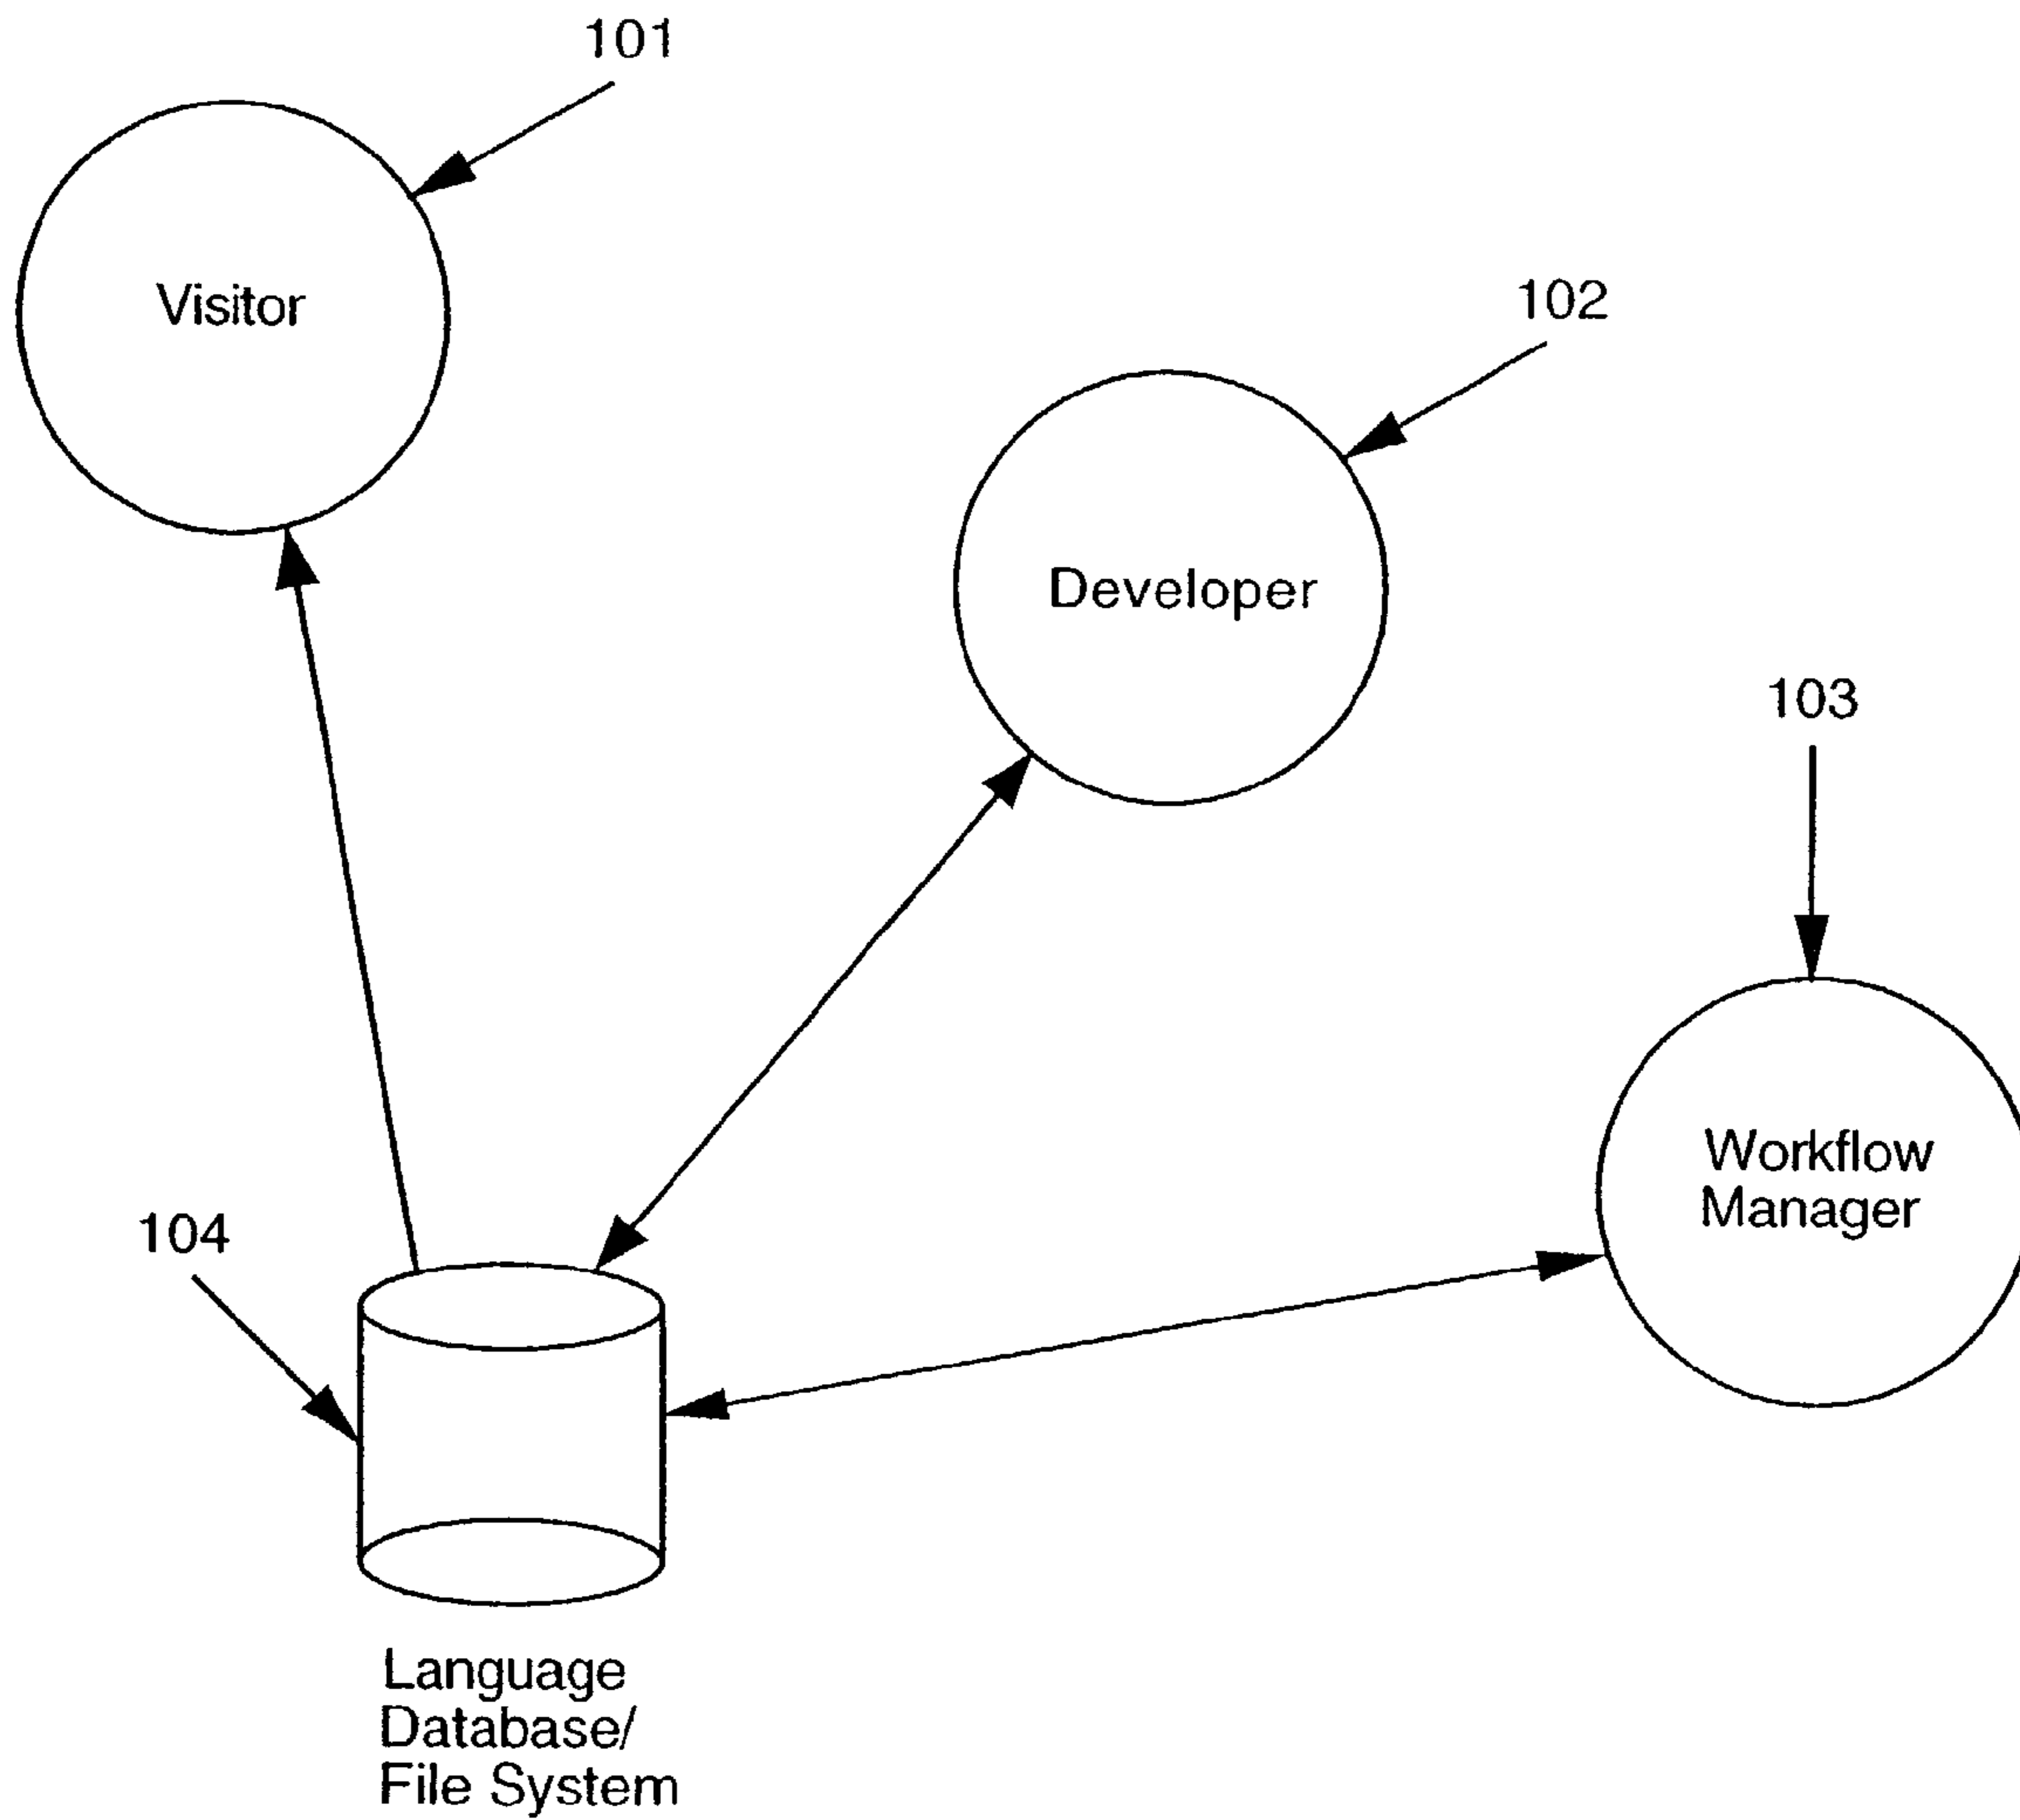 101
Visitor
102
Developer
103
Workflow
Manager
104
Language
Database/
File System